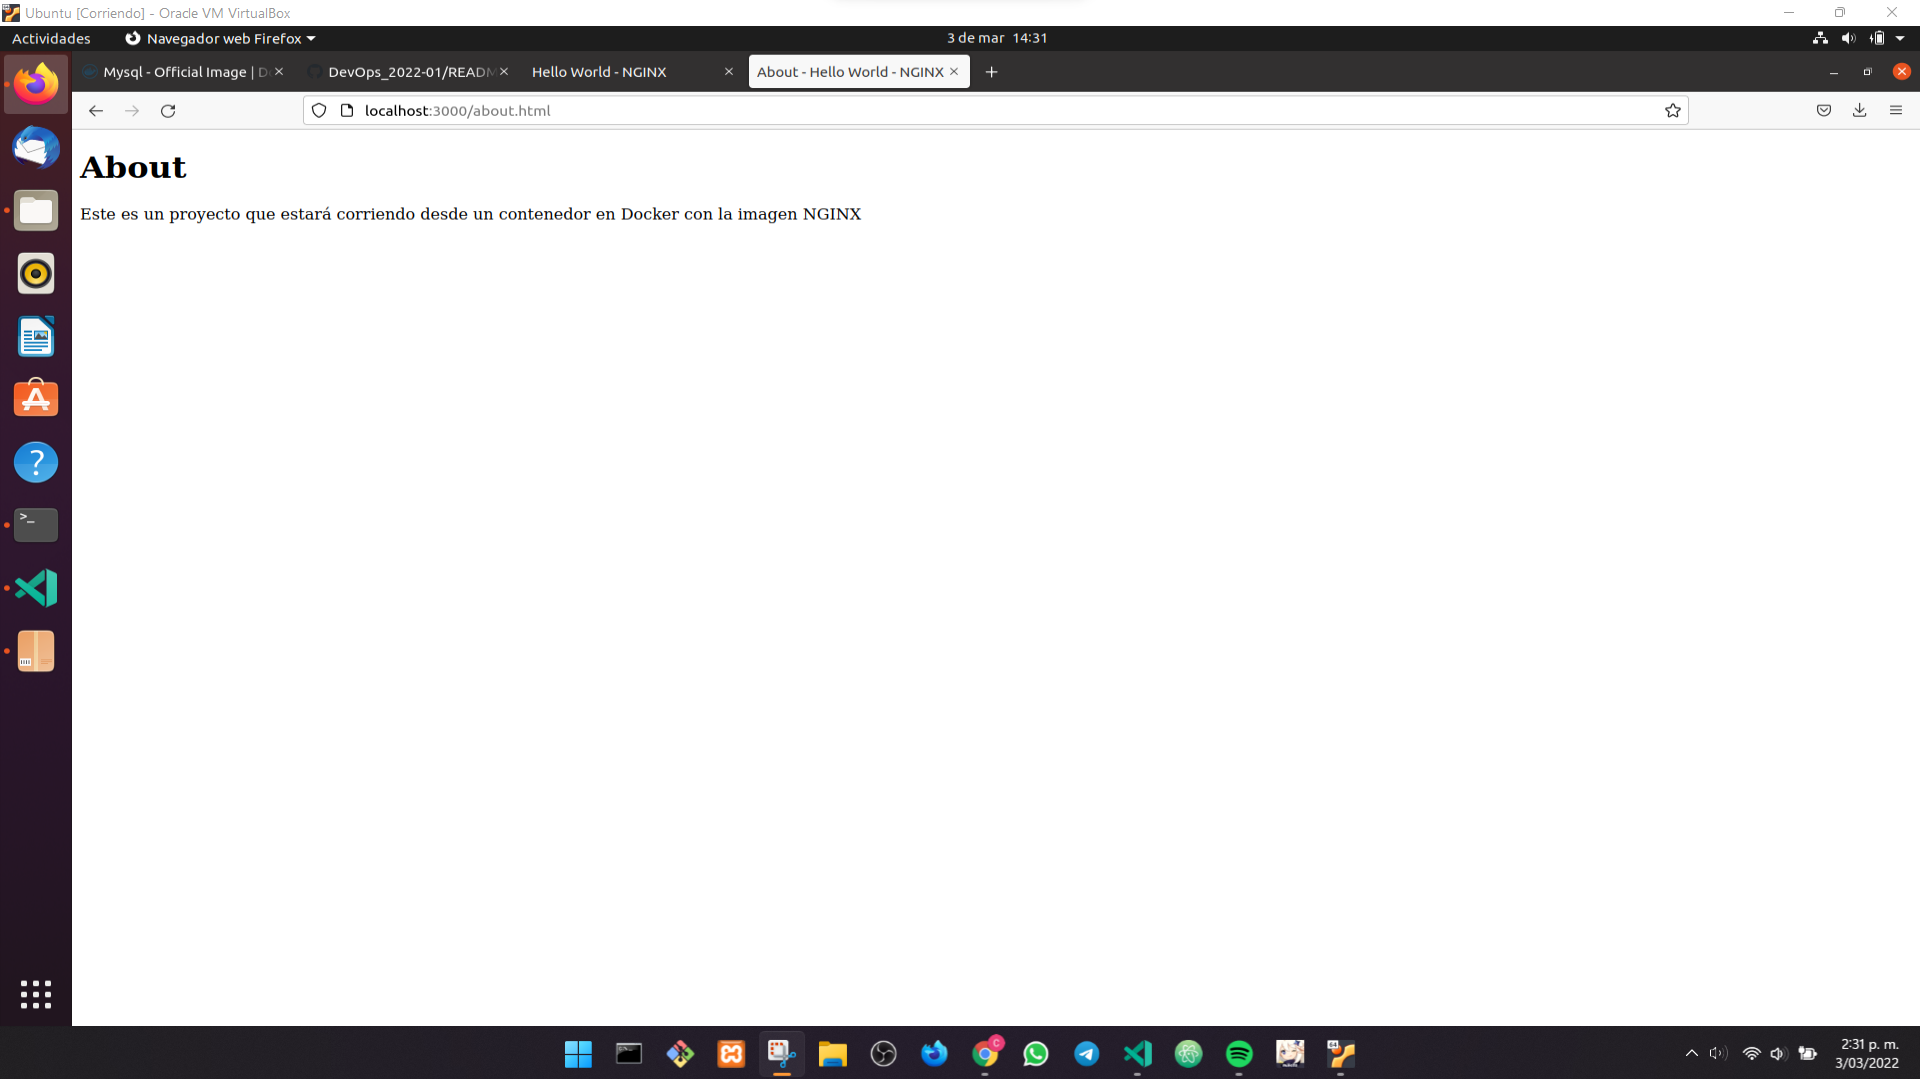 Ubuntu [Corriendo] - Oracle VM VirtualBox
Actividades
Navegador web Firefox
3 de mar 14:31
Mysql - Official Image |
DevOps_2022-01/READM
Hello World - NGINX
About - Hello World - NGINX
localhost:3000/about.html
About
Este es un proyecto que estará corriendo desde un contenedor en Docker con la imagen NGINX
2:31 p. m.
3/03/2022